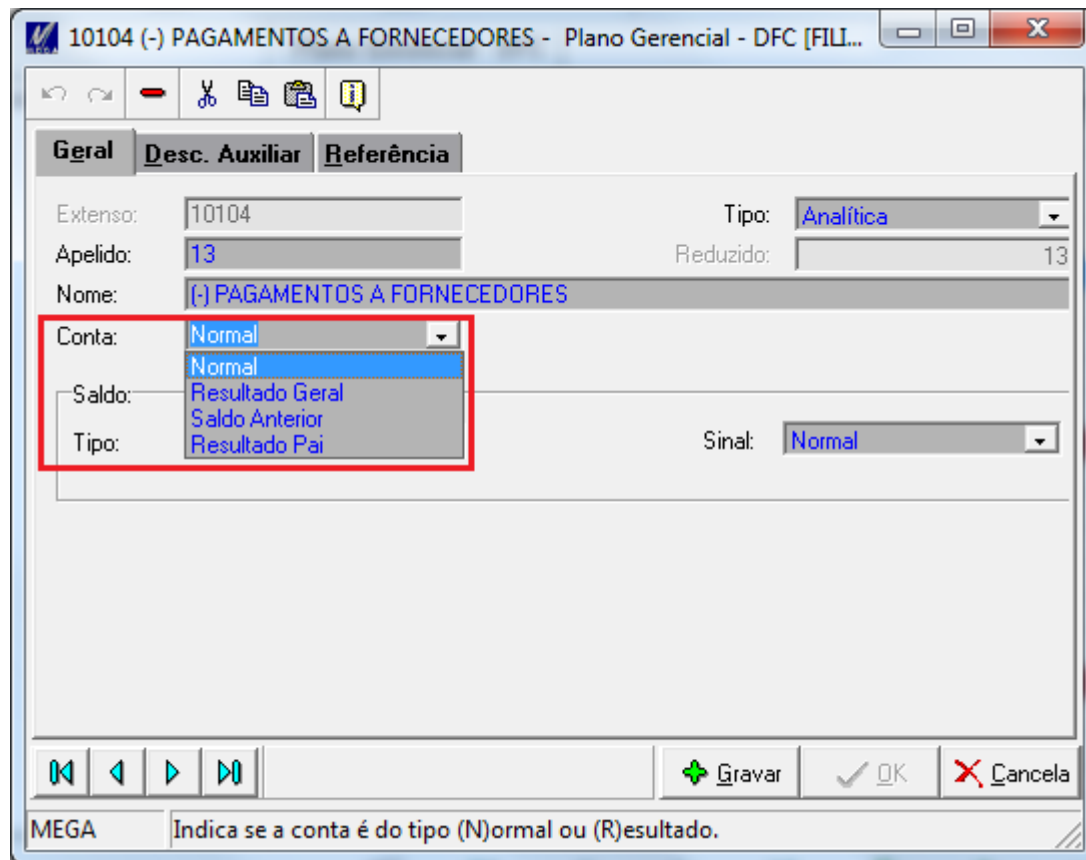 10104 (-) PAGAMENTOS A FORNECEDORES - Plano Gerencial - DFC [FILI...
Geral Desc. Auxiliar Referência
Extenso: 10104 Tipo: Analítica
Apelido: 13 Reduzido: 13
Nome: (-) PAGAMENTOS A FORNECEDORES
Conta: Normal
Normal
Saldo: Resultado Geral
Saldo Anterior
Tipo: Resultado Pai Sinal: Normal
Gravar OK Cancela
MEGA Indica se a conta é do tipo (N)ormal ou (R)esultado.